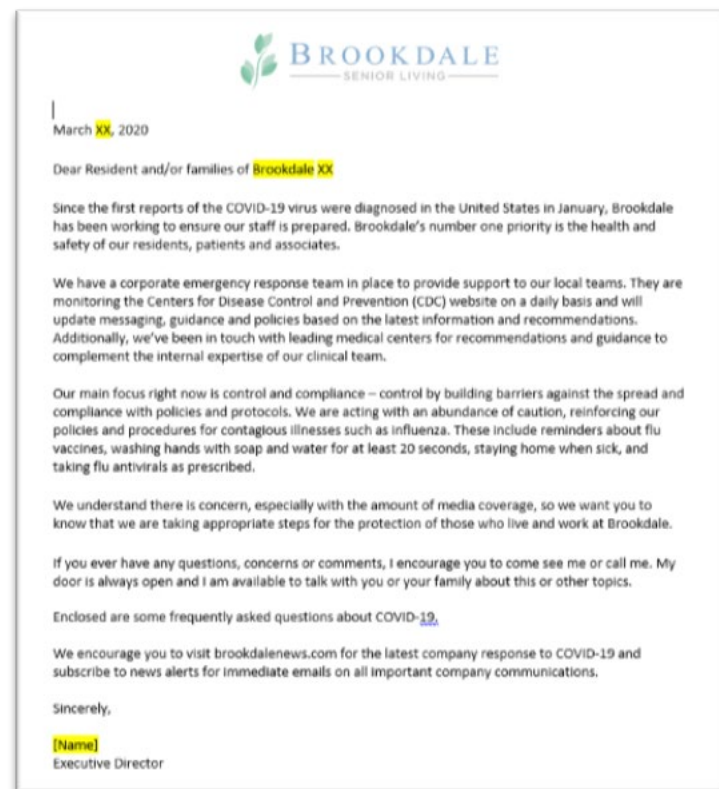 BROOKDALE
SENIOR LIVING
March XX, 2020
Dear Resident and/or families of Brookdale XX
Since the first reports of the COVID-19 virus were diagnosed in the United States in January, Brookdale
has been working to ensure our staff is prepared. Brookdale's number one priority is the health and
safety of our residents, patients and associates.
We have a corporate emergency response team in place to provide support to our local teams. They are
monitoring the Centers for Disease Control and Prevention (CDC) website on a daily basis and will
update messaging, guidance and policies based on the latest information and recommendations.
Additionally, we've been in touch with leading medical centers for recommendations and guidance to
complement the internal expertise of our clinical team.
Our main focus right now is control and compliance – control by building barriers against the spread and
compliance with policies and protocols. We are acting with an abundance of caution, reinforcing our
policies and procedures for contagious illnesses such as influenza. These include reminders about flu
vaccines, washing hands with soap and water for at least 20 seconds, staying home when sick, and
taking flu antivirals as prescribed.
We understand there is concern, especially with the amount of media coverage, so we want you to
know that we are taking appropriate steps for the protection of those who live and work at Brookdale.
If you ever have any questions, concerns or comments, I encourage you to come see me or call me. My
door is always open and I am available to talk with you or your family about this or other topics.
Enclosed are some frequently asked questions about COVID-19.
We encourage you to visit brookdalenews.com for the latest company response to COVID-19 and
subscribe to news alerts for immediate emails on all important company communications.
Sincerely,
[Name]
Executive Director